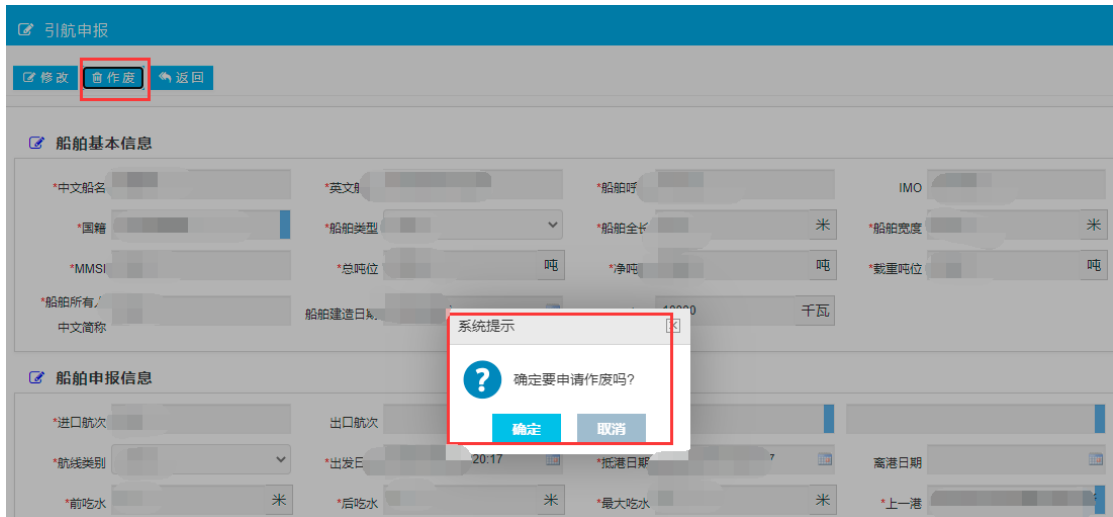 引航申报
修改 作废 返回
船舶基本信息
*中文船名 *英文船 *船舶呼 IMO
*国籍 *船舶类型 *船舶全长 米 *船舶宽度 米
*MMSI *总吨位 吨 *净吨 吨 *载重吨位 吨
*船舶所有人
中文简称 船舶建造日期 千瓦
系统提示
确定要申请作废吗?
确定 取消
船舶申报信息
*进口航次 出口航次
*航线类别 *出发日 20:17 *抵港日期 7 离港日期
*前吃水 米 *后吃水 米 *最大吃水 米 *上一港